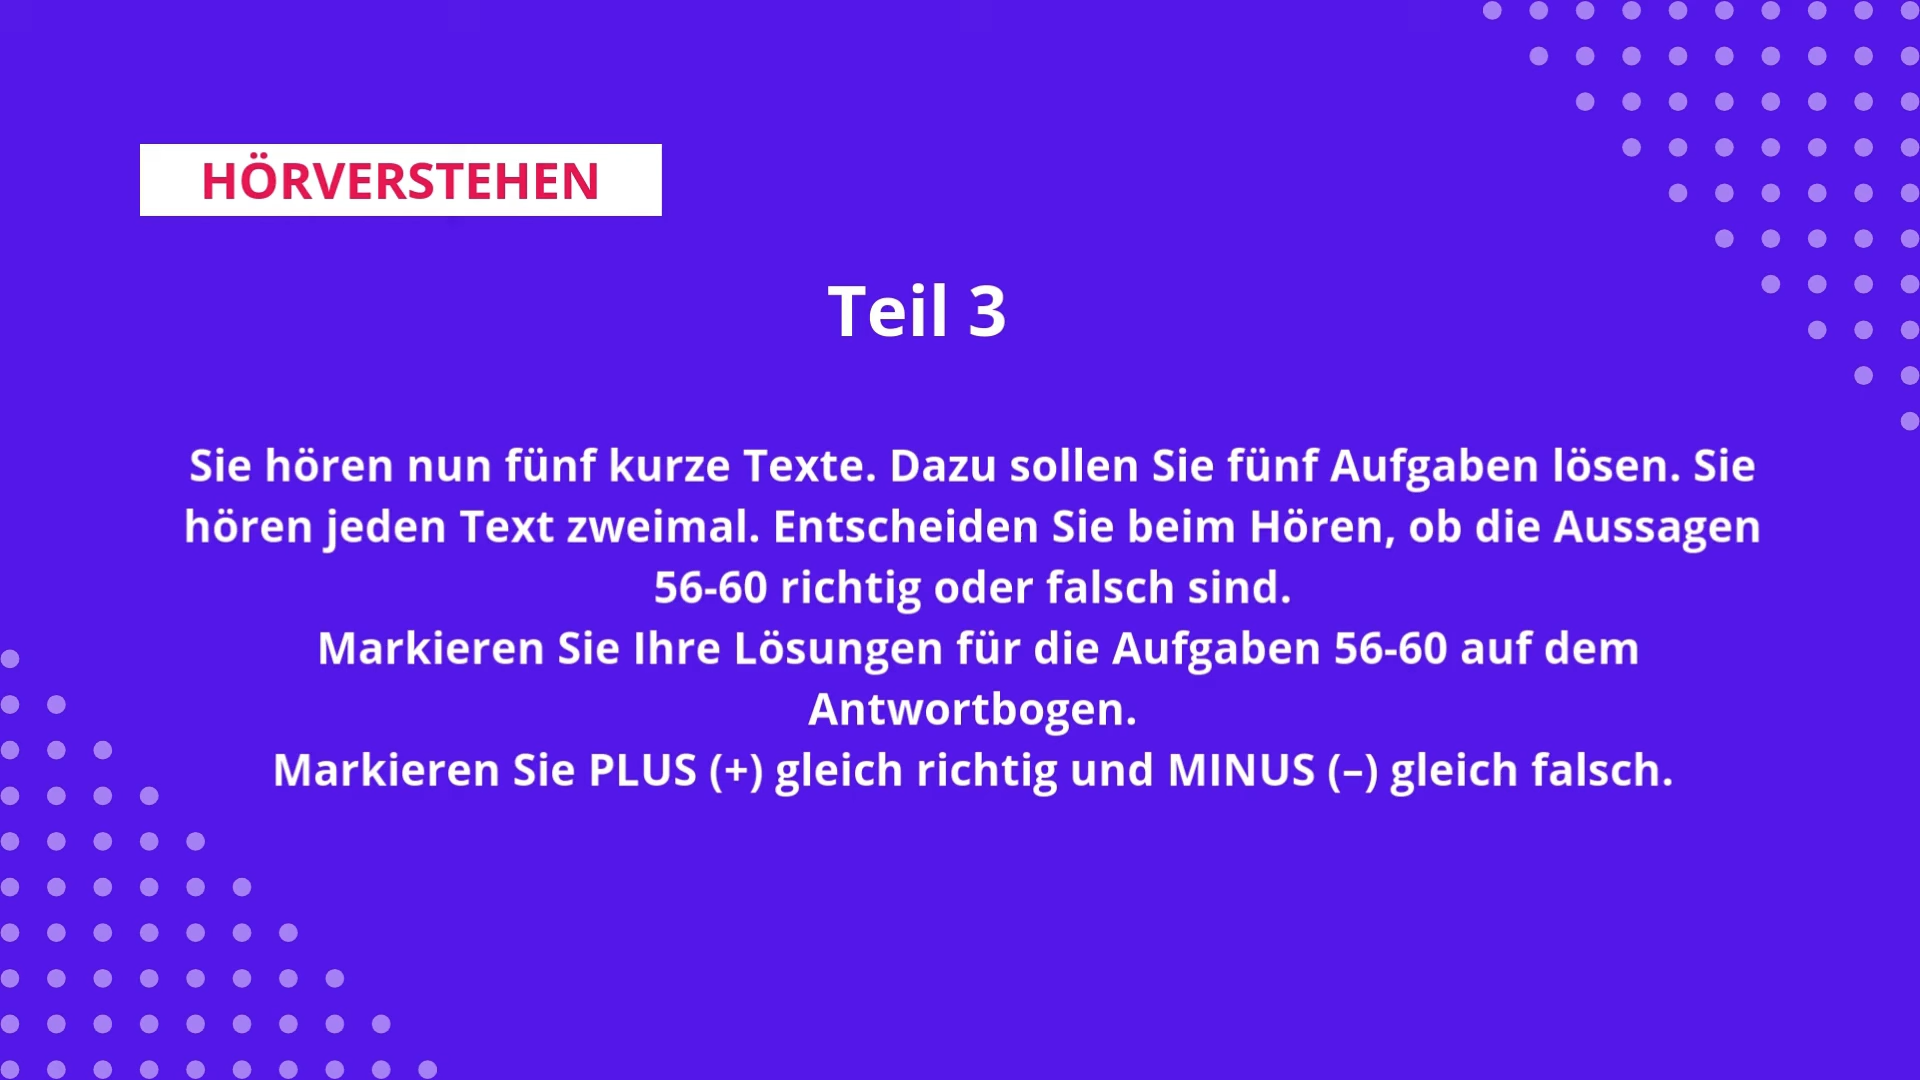 HÖRVERSTEHEN
Teil 3
Sie hören nun fünf kurze Texte. Dazu sollen Sie fünf Aufgaben lösen. Sie
hören jeden Text zweimal. Entscheiden Sie beim Hören, ob die Aussagen
56-60 richtig oder falsch sind.
Markieren Sie Ihre Lösungen für die Aufgaben 56-60 auf dem
Antwortbogen.
Markieren Sie PLUS (+) gleich richtig und MINUS (–) gleich falsch.